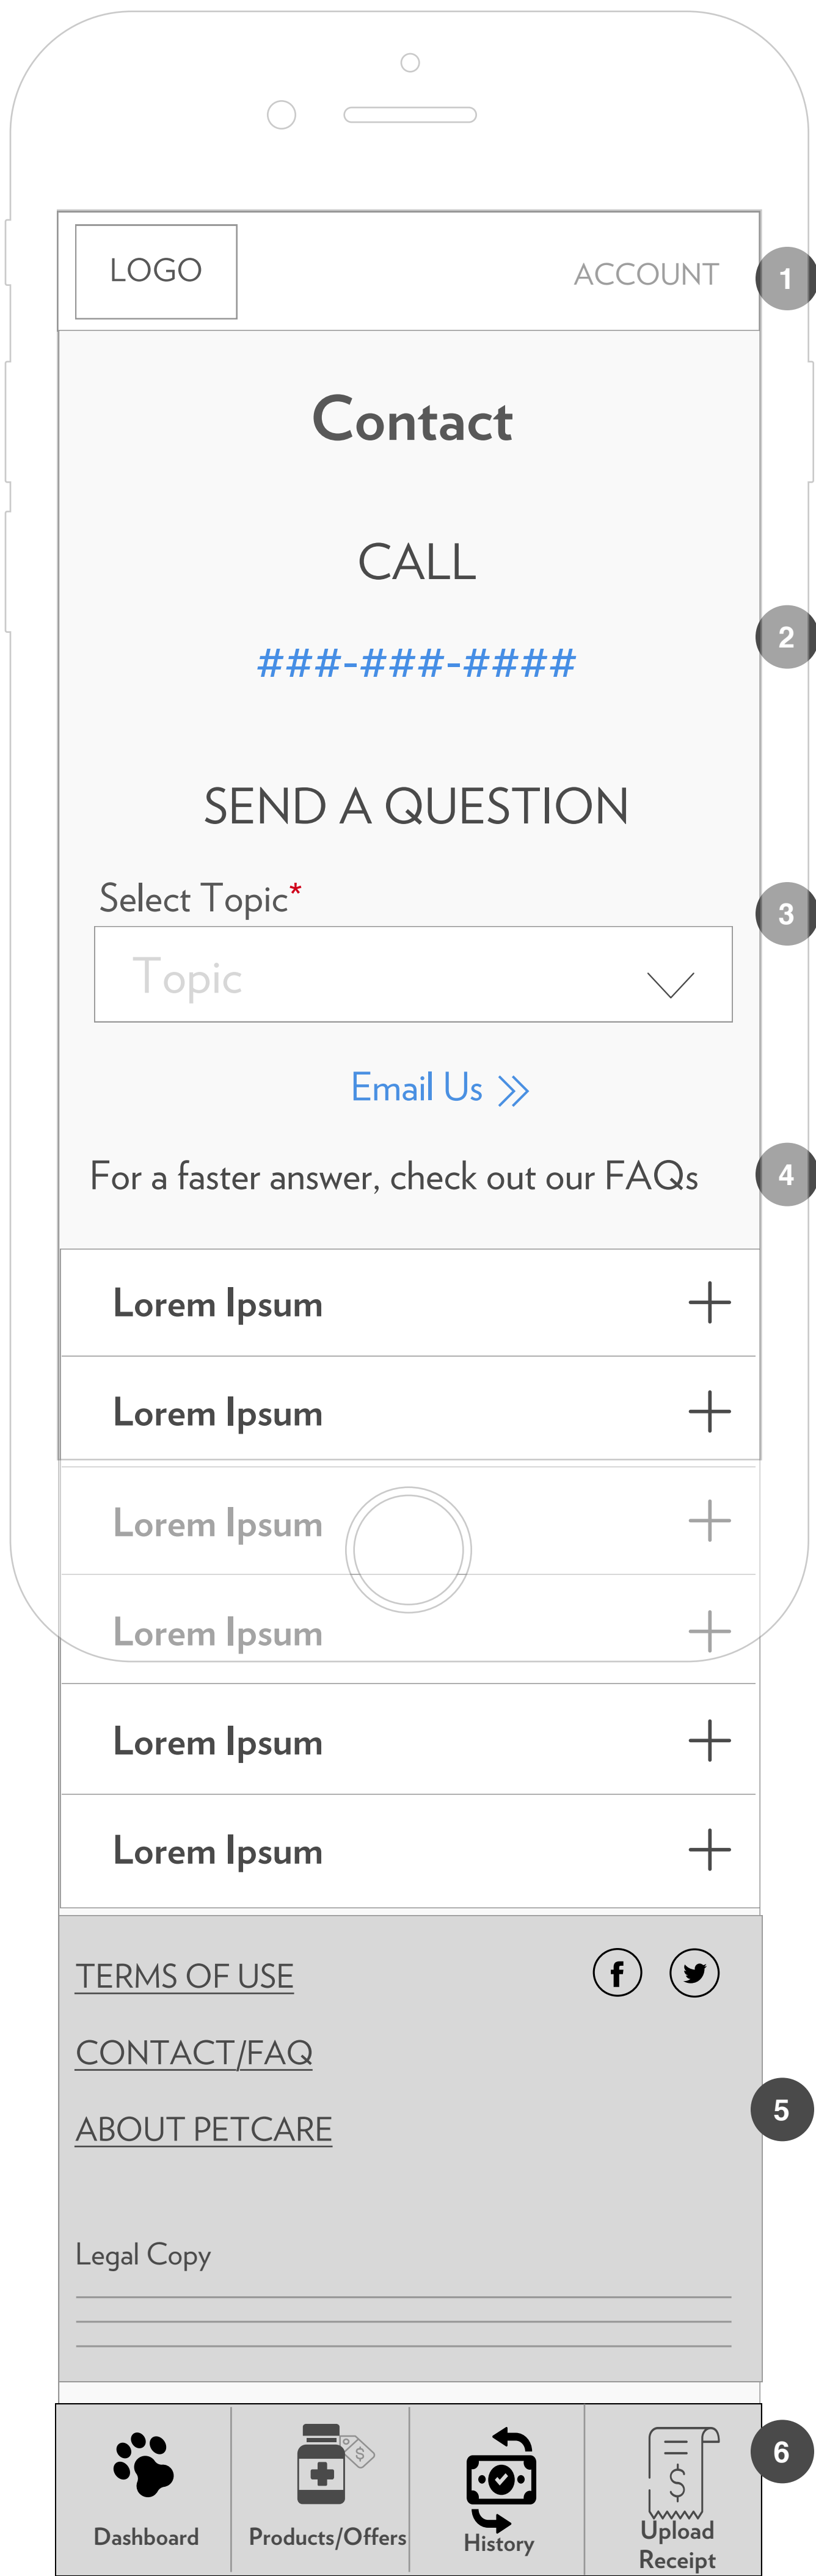 LOGO
ACCOUNT
1
Contact
CALL
2
###-###-####
SEND A QUESTION
Select Topic*
3
Topic
Email Us
For a faster answer, check out our FAQs
4
Lorem Ipsum
Lorem Ipsum
Lorem Ipsum
Lorem Ipsum
Lorem Ipsum
Lorem Ipsum
TERMS OF USE
CONTACT/FAQ
ABOUT PETCARE
5
Legal Copy
6
Dashboard
Products/Offers
History
Upload
Receipt